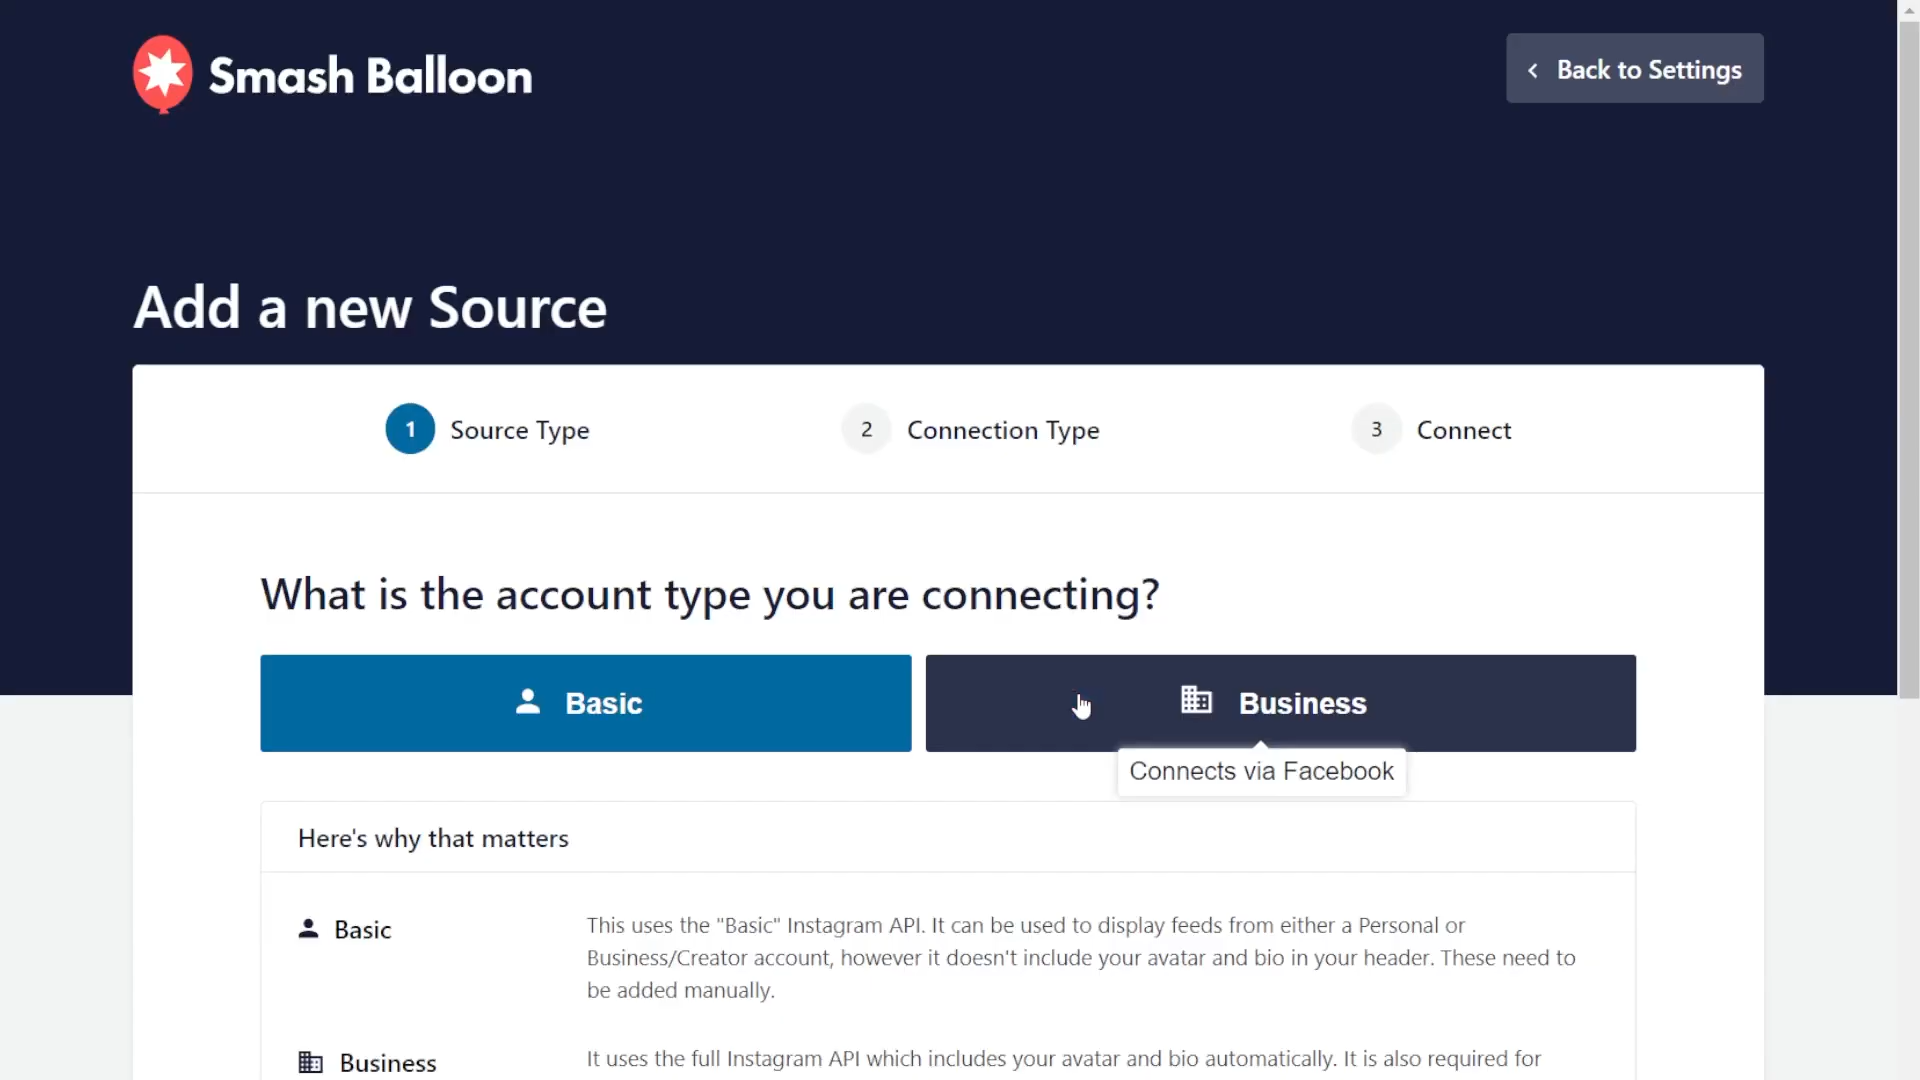 Smash Balloon
Back to Settings
Add a new Source
1 Source Type
2 Connection Type
3 Connect
What is the account type you are connecting?
Basic
Business
Connects via Facebook
Here's why that matters
Basic
This uses the "Basic" Instagram API. It can be used to display feeds from either a Personal or
Business/Creator account, however it doesn't include your avatar and bio in your header. These need to
be added manually.
Business
It uses the full Instagram API which includes your avatar and bio automatically. It is also required for